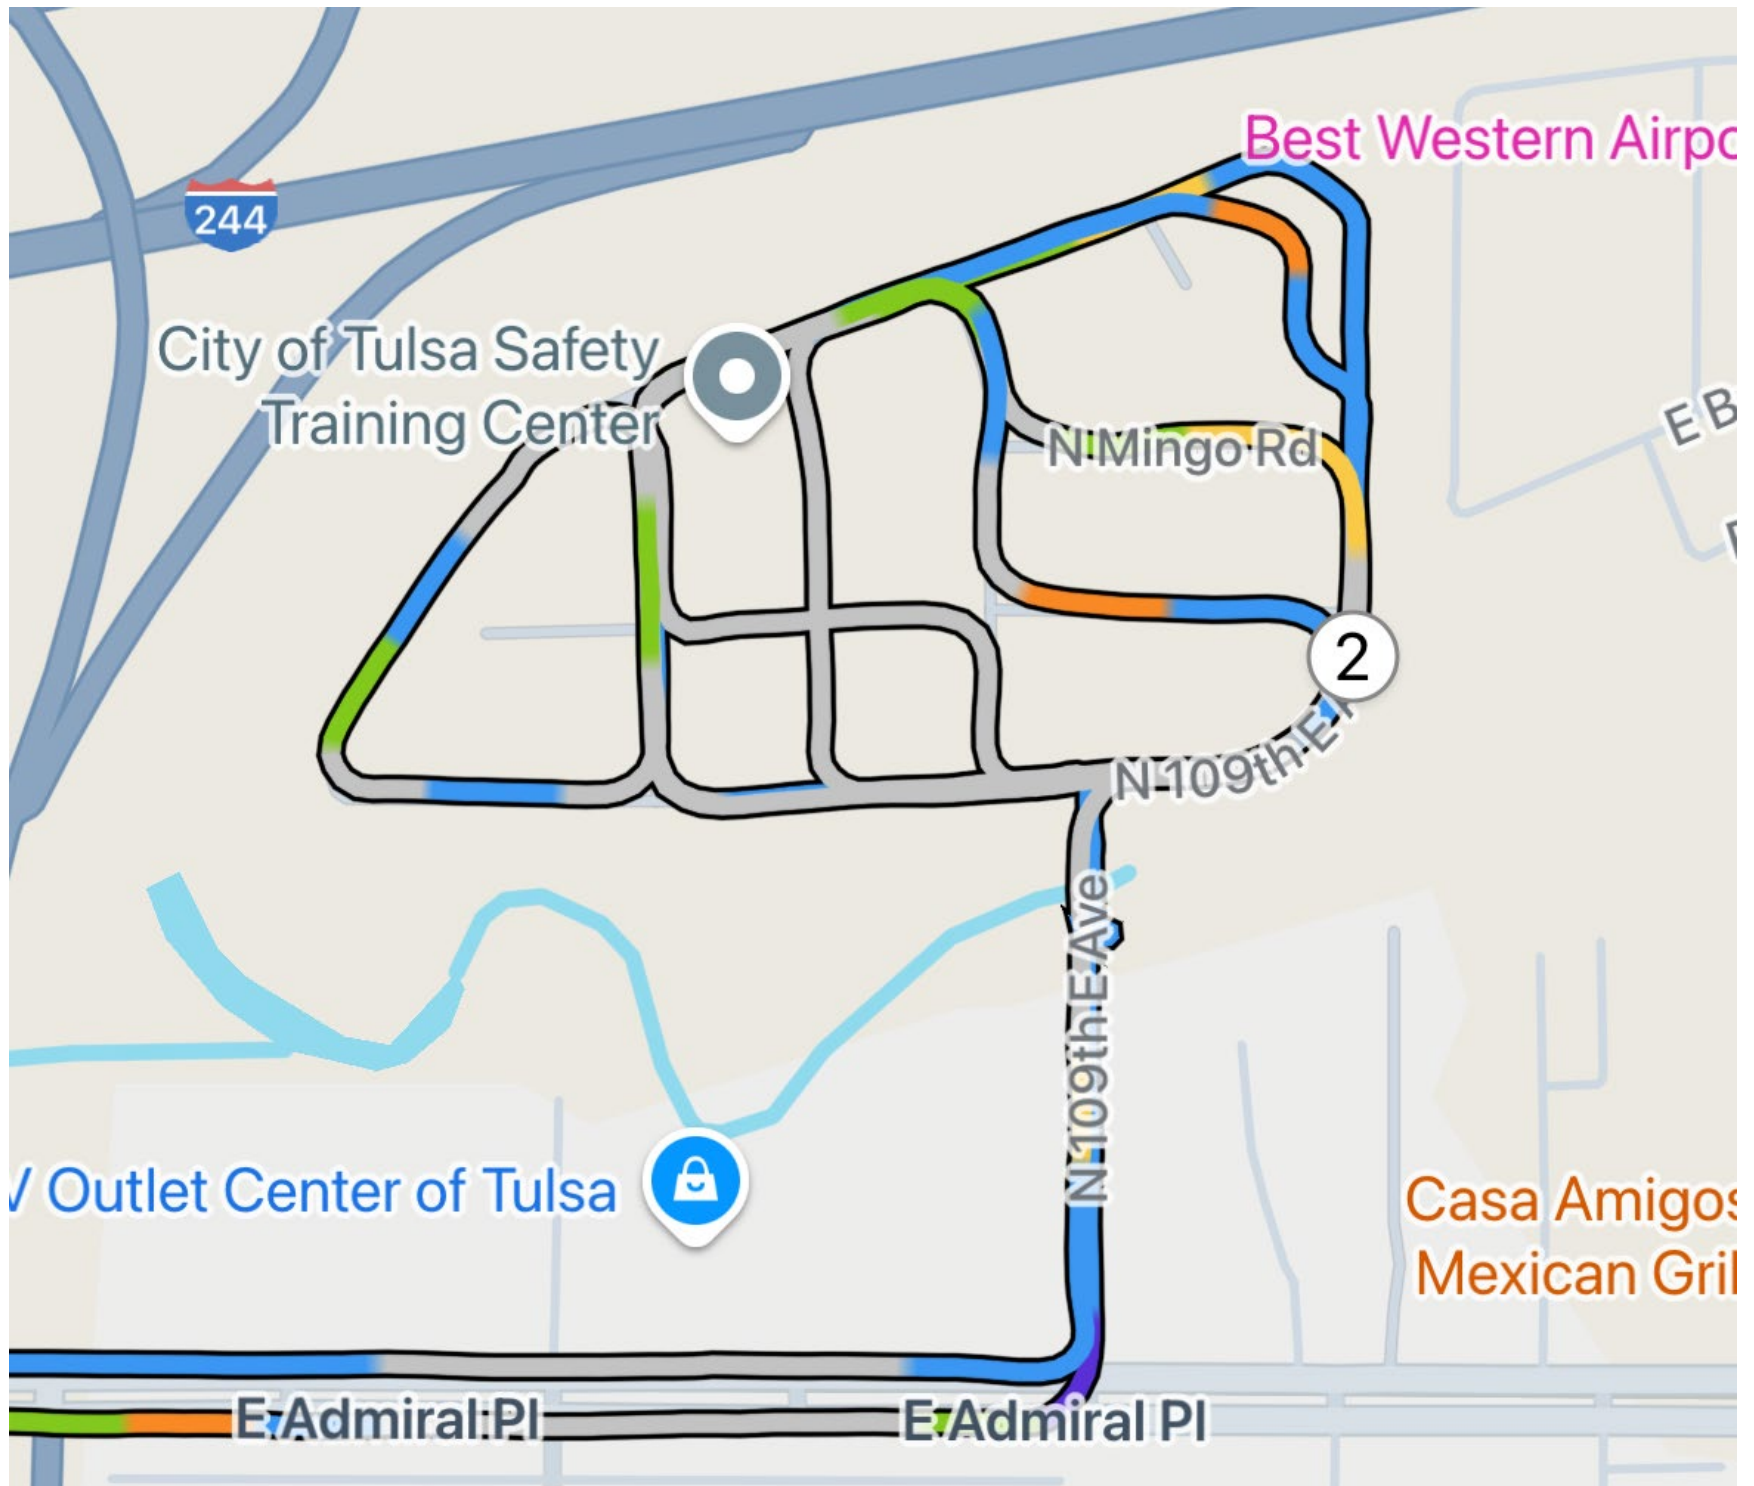 Best Western Airpo
244
City of Tulsa Safety
Training Center
E B
N Mingo Rd
2
N 109th E
N 109th E Ave
V Outlet Center of Tulsa
Casa Amigos
Mexican Gril
E Admiral Pl
E Admiral Pl